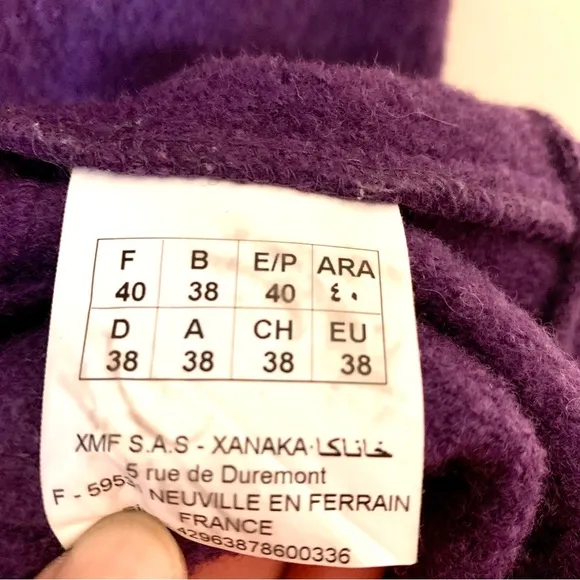 F B E/P ARA
40 38 40 ٤٠
D A CH EU
38 38 38 38
XMF S.A.S - XANAKA·خاناكا
5 rue de Duremont
F - NEUVILLE EN FERRAIN
FRANCE
42963878600336